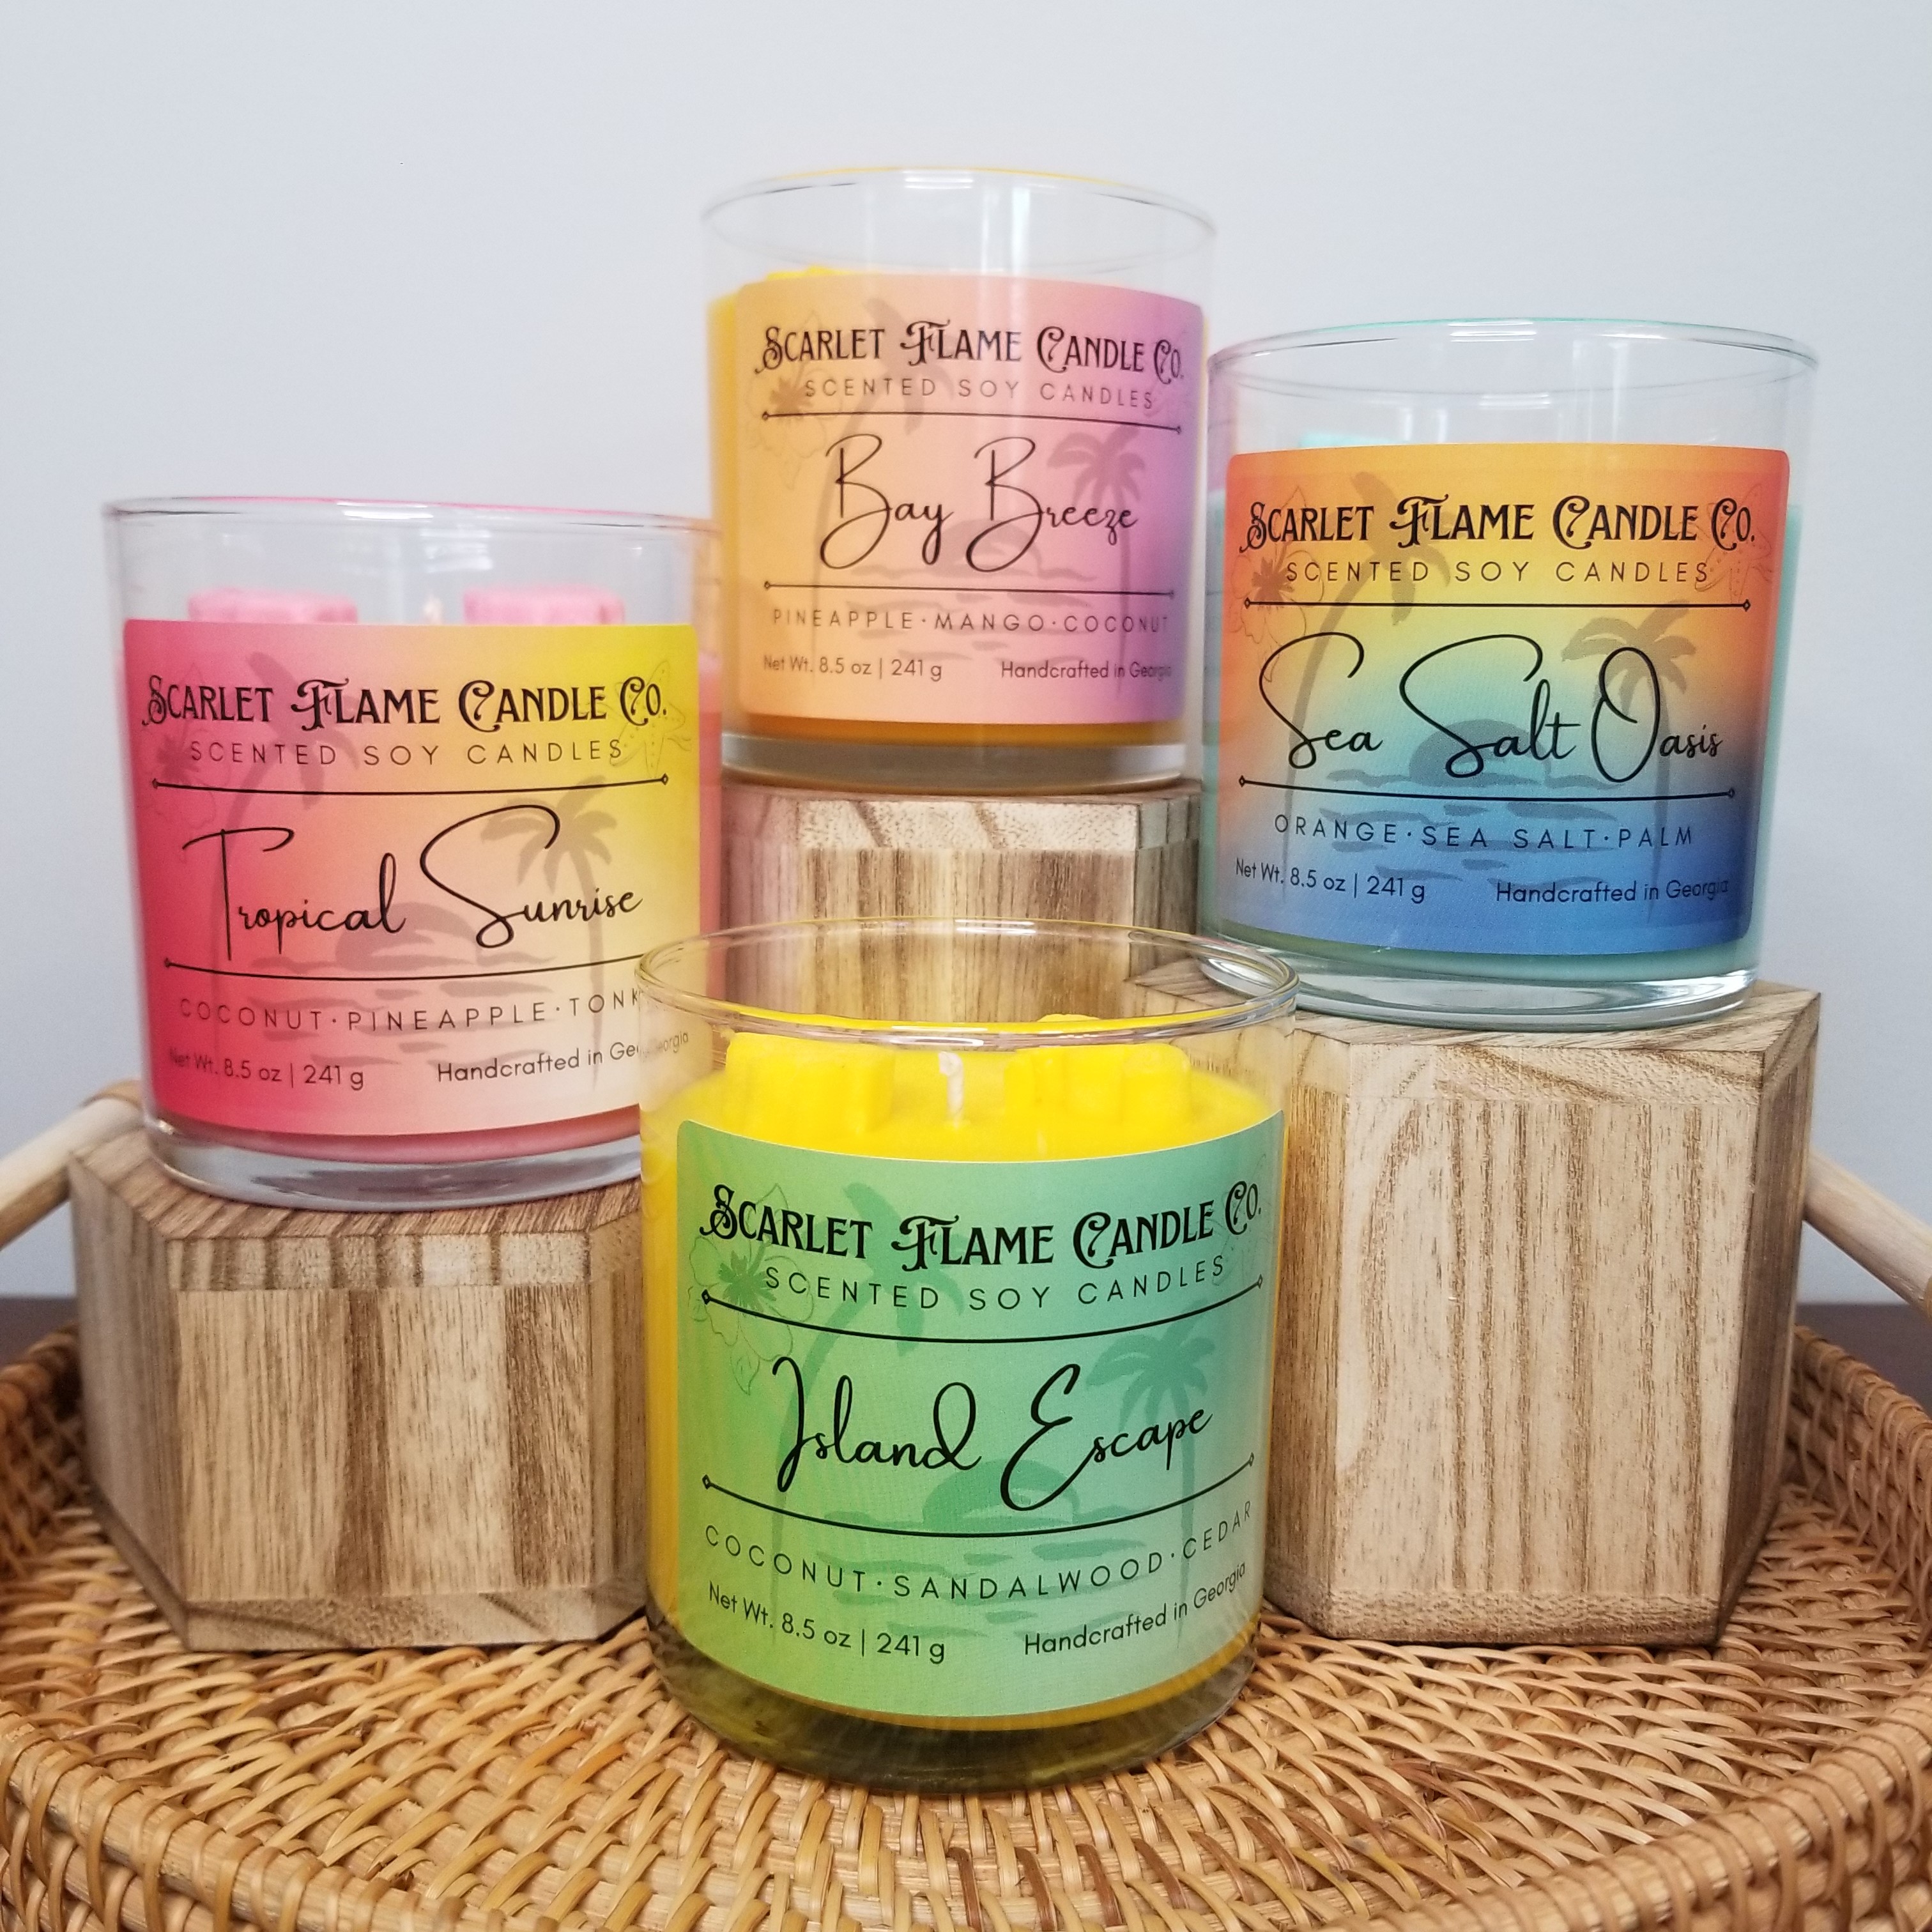 SCARLET FLAME CANDLE CO.
SCENTED SOY CANDLES
Bay Breeze
PINEAPPLE·MANGO·COCONUT
Net Wt. 8.5 oz | 241 g Handcrafted in Georgia
SCARLET FLAME CANDLE CO.
SCENTED SOY CANDLES
Sea Salt Oasis
ORANGE·SEA SALT·PALM
Net Wt. 8.5 oz | 241 g Handcrafted in Georgia
SCARLET FLAME CANDLE CO.
SCENTED SOY CANDLES
Tropical Sunrise
COCONUT·PINEAPPLE·TONK
Net Wt. 8.5 oz | 241 g Handcrafted in Georgia
SCARLET FLAME CANDLE CO.
SCENTED SOY CANDLES
Island Escape
COCONUT·SANDALWOOD·CEDAR
Net Wt. 8.5 oz | 241 g Handcrafted in Georgia